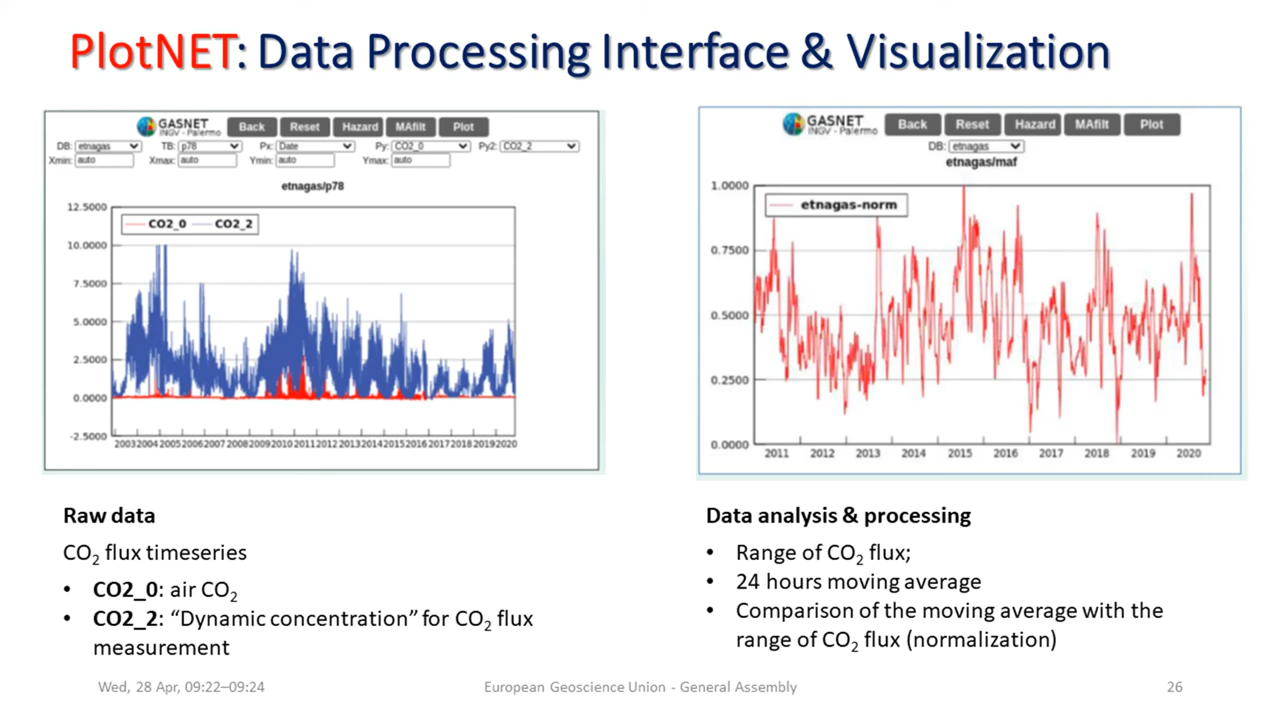 PlotNET: Data Processing Interface & Visualization
GASNET
INGV - Palermo
Back Reset Hazard MAfilt Plot
DB: etnagas TB: p78 Px: Date Py: CO2_0 Py2: CO2_2
Xmin: auto Xmax: auto Ymin: auto Ymax: auto
etnagas/p78
12.5000
CO2_0 CO2_2
10.0000
7.5000
5.0000
2.5000
0.0000
-2.5000
2003 2004 2005 2006 2007 2008 2009 2010 2011 2012 2013 2014 2015 2016 2017 2018 2019 2020
GASNET
INGV - Palermo
Back Reset Hazard MAfilt Plot
DB: etnagas
etnagas/maf
1.0000
etnagas-norm
0.7500
0.5000
0.2500
0.0000
2011 2012 2013 2014 2015 2016 2017 2018 2020
Raw data
CO₂ flux timeseries
• CO2_0: air CO₂
• CO2_2: “Dynamic concentration” for CO₂ flux
measurement
Data analysis & processing
• Range of CO₂ flux;
• 24 hours moving average
• Comparison of the moving average with the
range of CO₂ flux (normalization)
Wed, 28 Apr, 09:22–09:24
European Geoscience Union - General Assembly
26